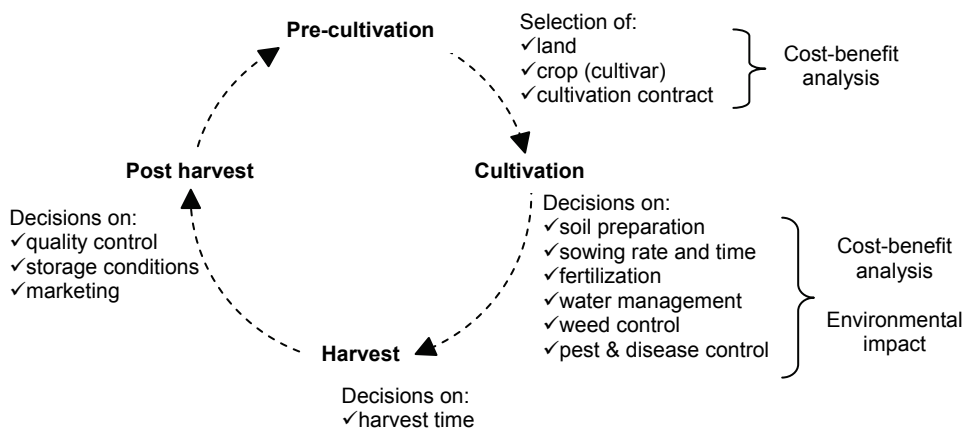 Pre-cultivation
Selection of:
✓land
✓crop (cultivar)
✓cultivation contract
Cost-benefit
analysis
Cultivation
Decisions on:
✓soil preparation
✓sowing rate and time
✓fertilization
✓water management
✓weed control
✓pest & disease control
Cost-benefit
analysis
Environmental
impact
Harvest
Decisions on:
✓harvest time
Post harvest
Decisions on:
✓quality control
✓storage conditions
✓marketing